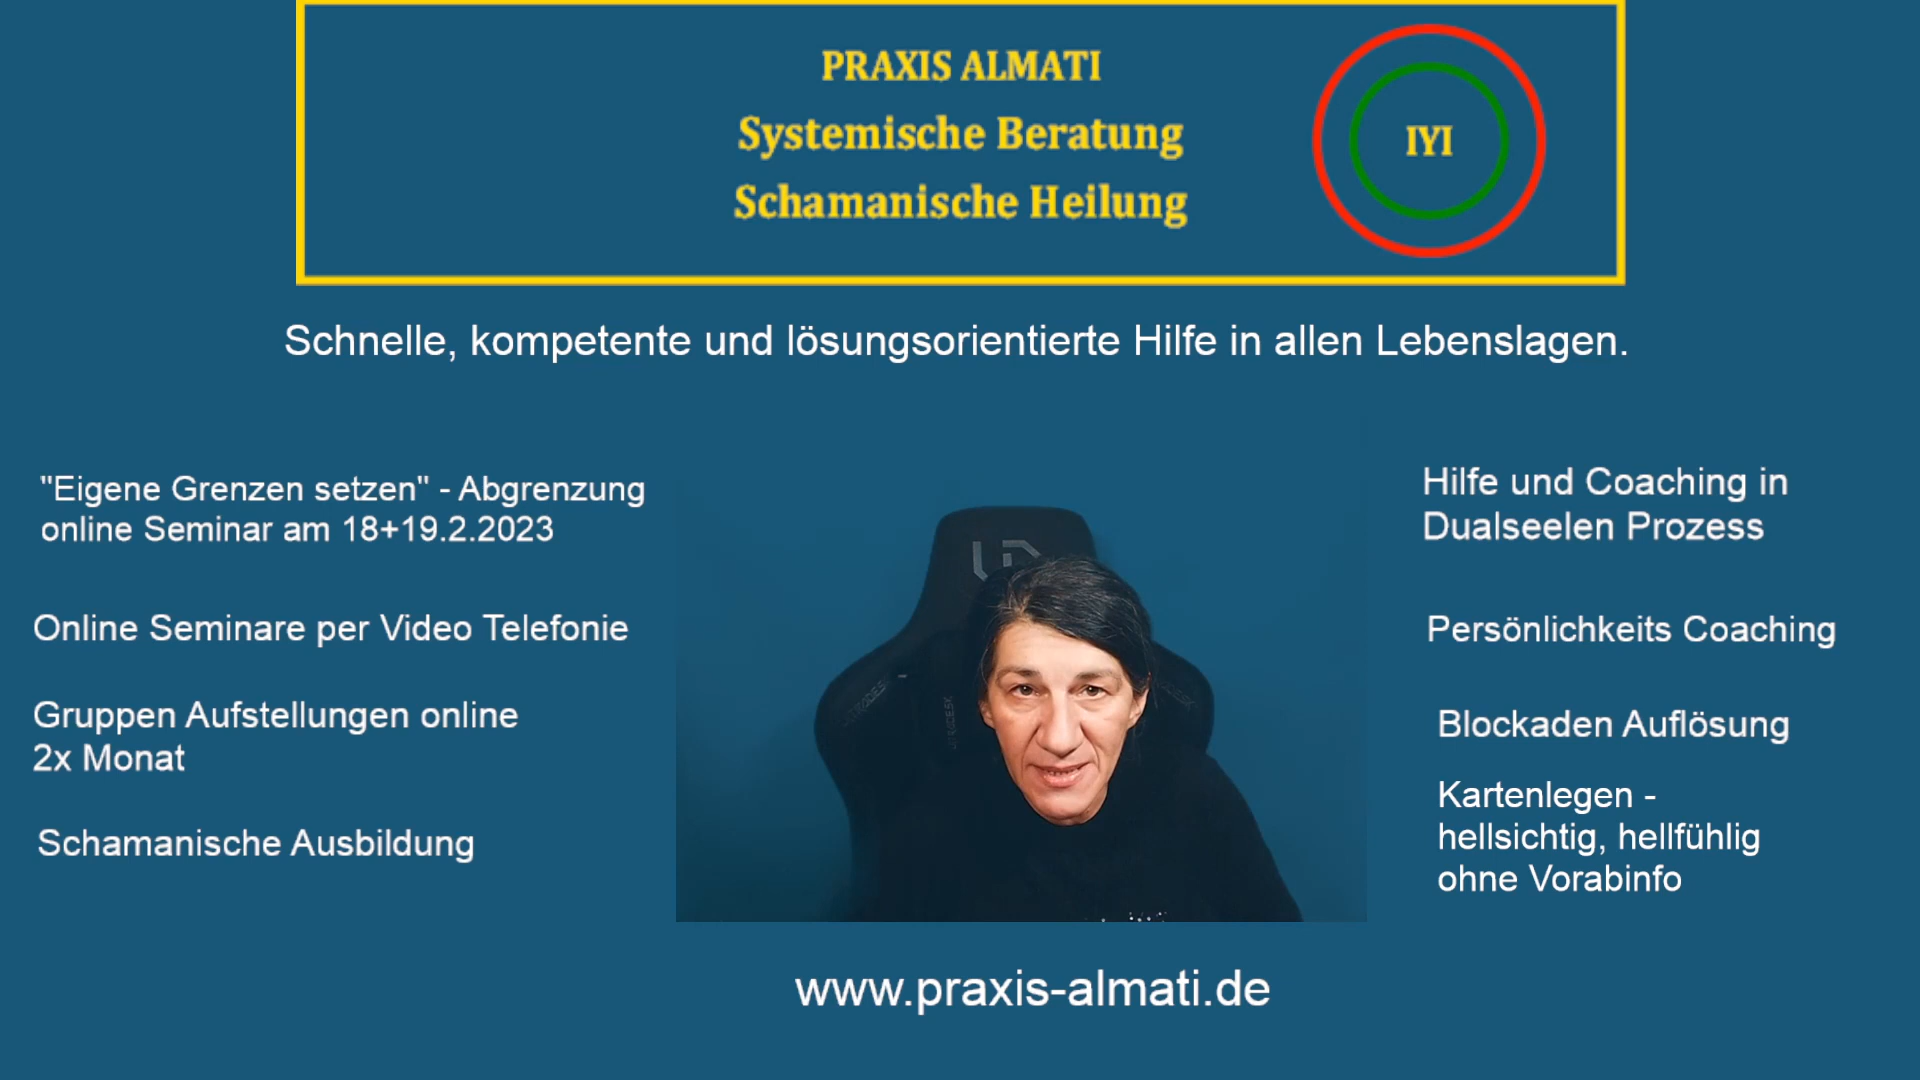 PRAXIS ALMATI
Systemische Beratung
Schamanische Heilung
IYI
Schnelle, kompetente und lösungsorientierte Hilfe in allen Lebenslagen.
"Eigene Grenzen setzen" - Abgrenzung
online Seminar am 18+19.2.2023
Online Seminare per Video Telefonie
Gruppen Aufstellungen online
2x Monat
Schamanische Ausbildung
Hilfe und Coaching in
Dualseelen Prozess
Persönlichkeits Coaching
Blockaden Auflösung
Kartenlegen -
hellsichtig, hellfühlig
ohne Vorabinfo
www.praxis-almati.de